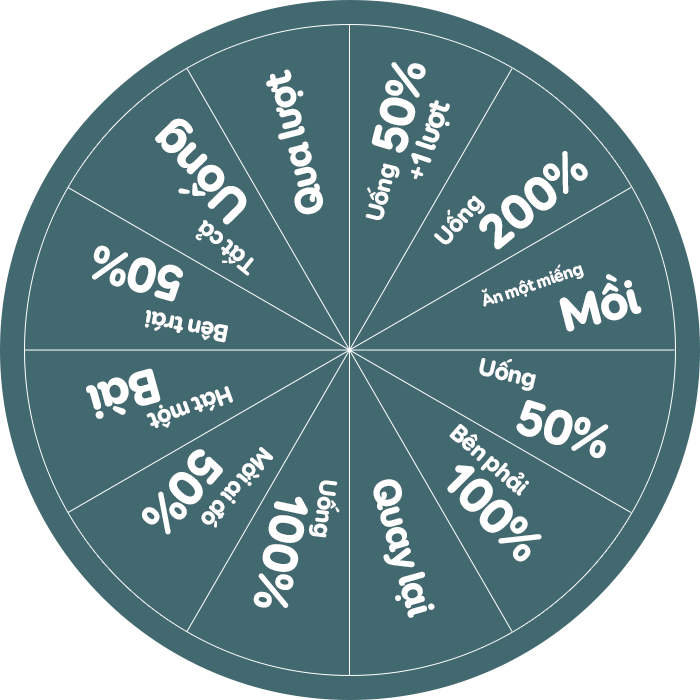 Uống 50%
+1 lượt
Uống
200%
Ăn một miếng
Mồi
Uống
50%
Bên phải
100%
Quay lại
Uống
100%
Mời ai đó
50%
Hát một
Bài
Bên trái
50%
Tất cả
Uống
Qua lượt